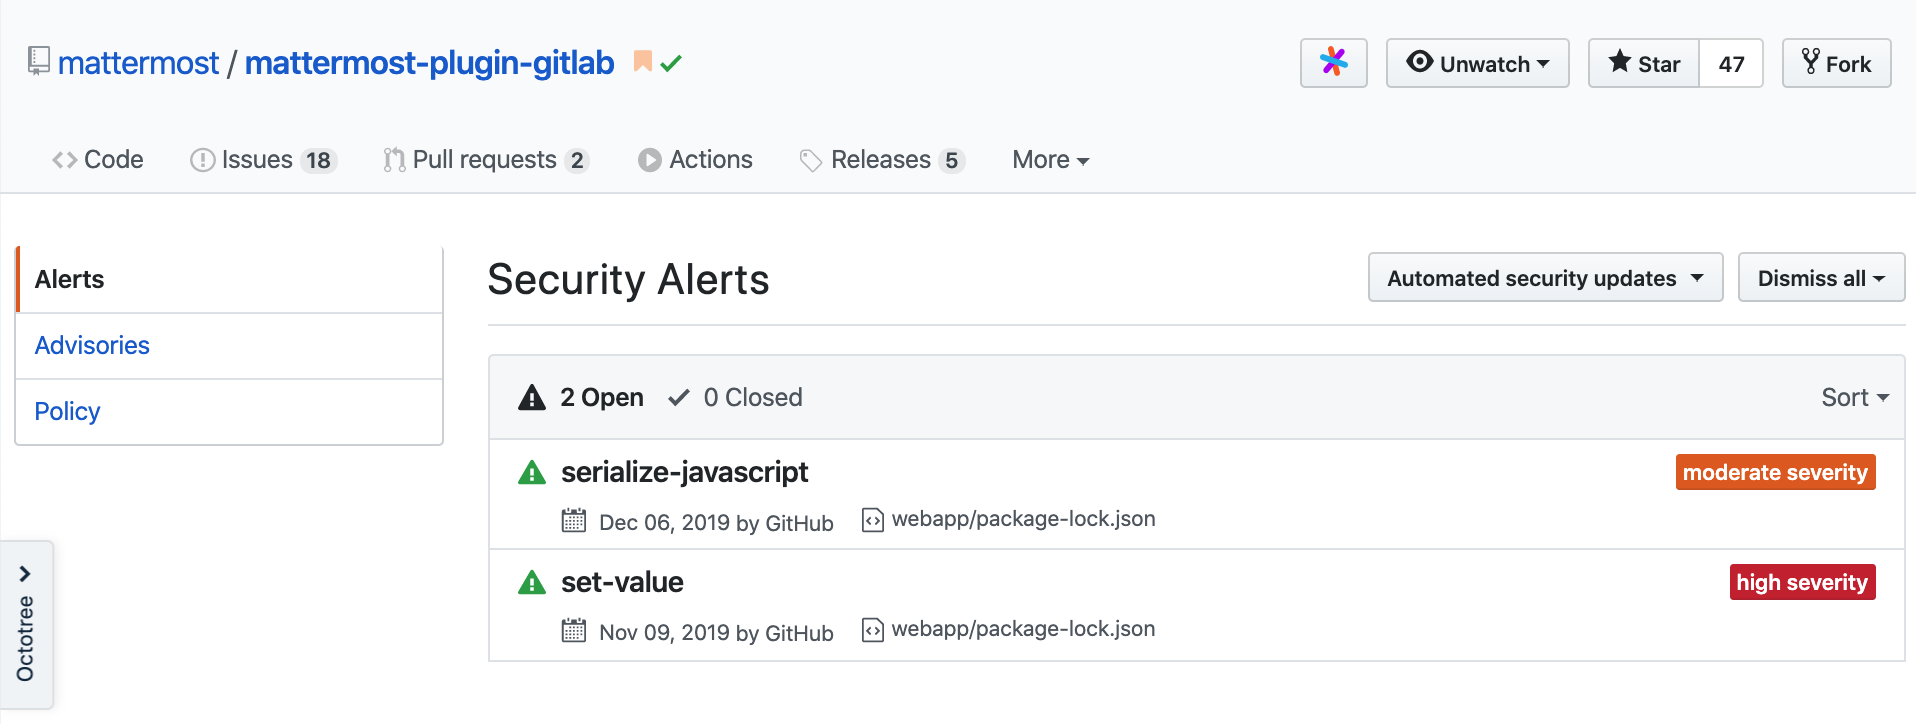 mattermost / mattermost-plugin-gitlab
Unwatch
Star 47
Fork
Code
Issues 18
Pull requests 2
Actions
Releases 5
More
Alerts
Advisories
Policy
Security Alerts
Automated security updates
Dismiss all
2 Open 0 Closed
Sort
serialize-javascript
moderate severity
Dec 06, 2019 by GitHub webapp/package-lock.json
set-value
high severity
Nov 09, 2019 by GitHub webapp/package-lock.json
Octotree